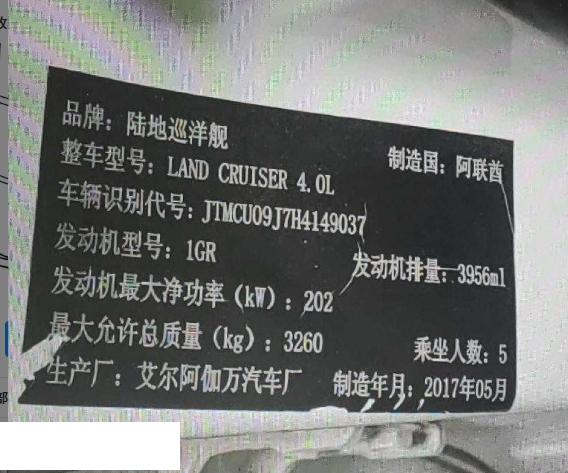 品牌：陆地巡洋舰
制造国：阿联酋
整车型号：LAND CRUISER 4.0L
车辆识别代号：JTMCU09J7H4149037
发动机型号：1GR
发动机排量：3956ml
发动机最大净功率（kW）：202
最大允许总质量（kg）：3260
乘坐人数：5
生产厂：艾尔阿伽万汽车厂
制造年月：2017年05月